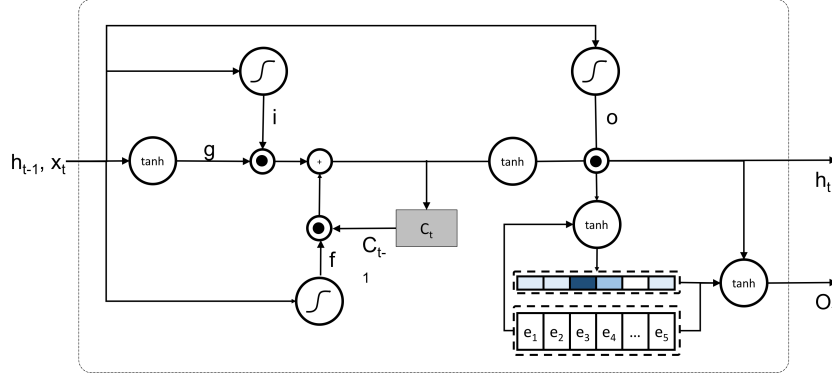 i
o
h_{t-1}, x_t
tanh
g
+
tanh
h_t
C_t
C_{t-1}
f
tanh
tanh
O
e_1 e_2 e_3 e_4 ... e_5